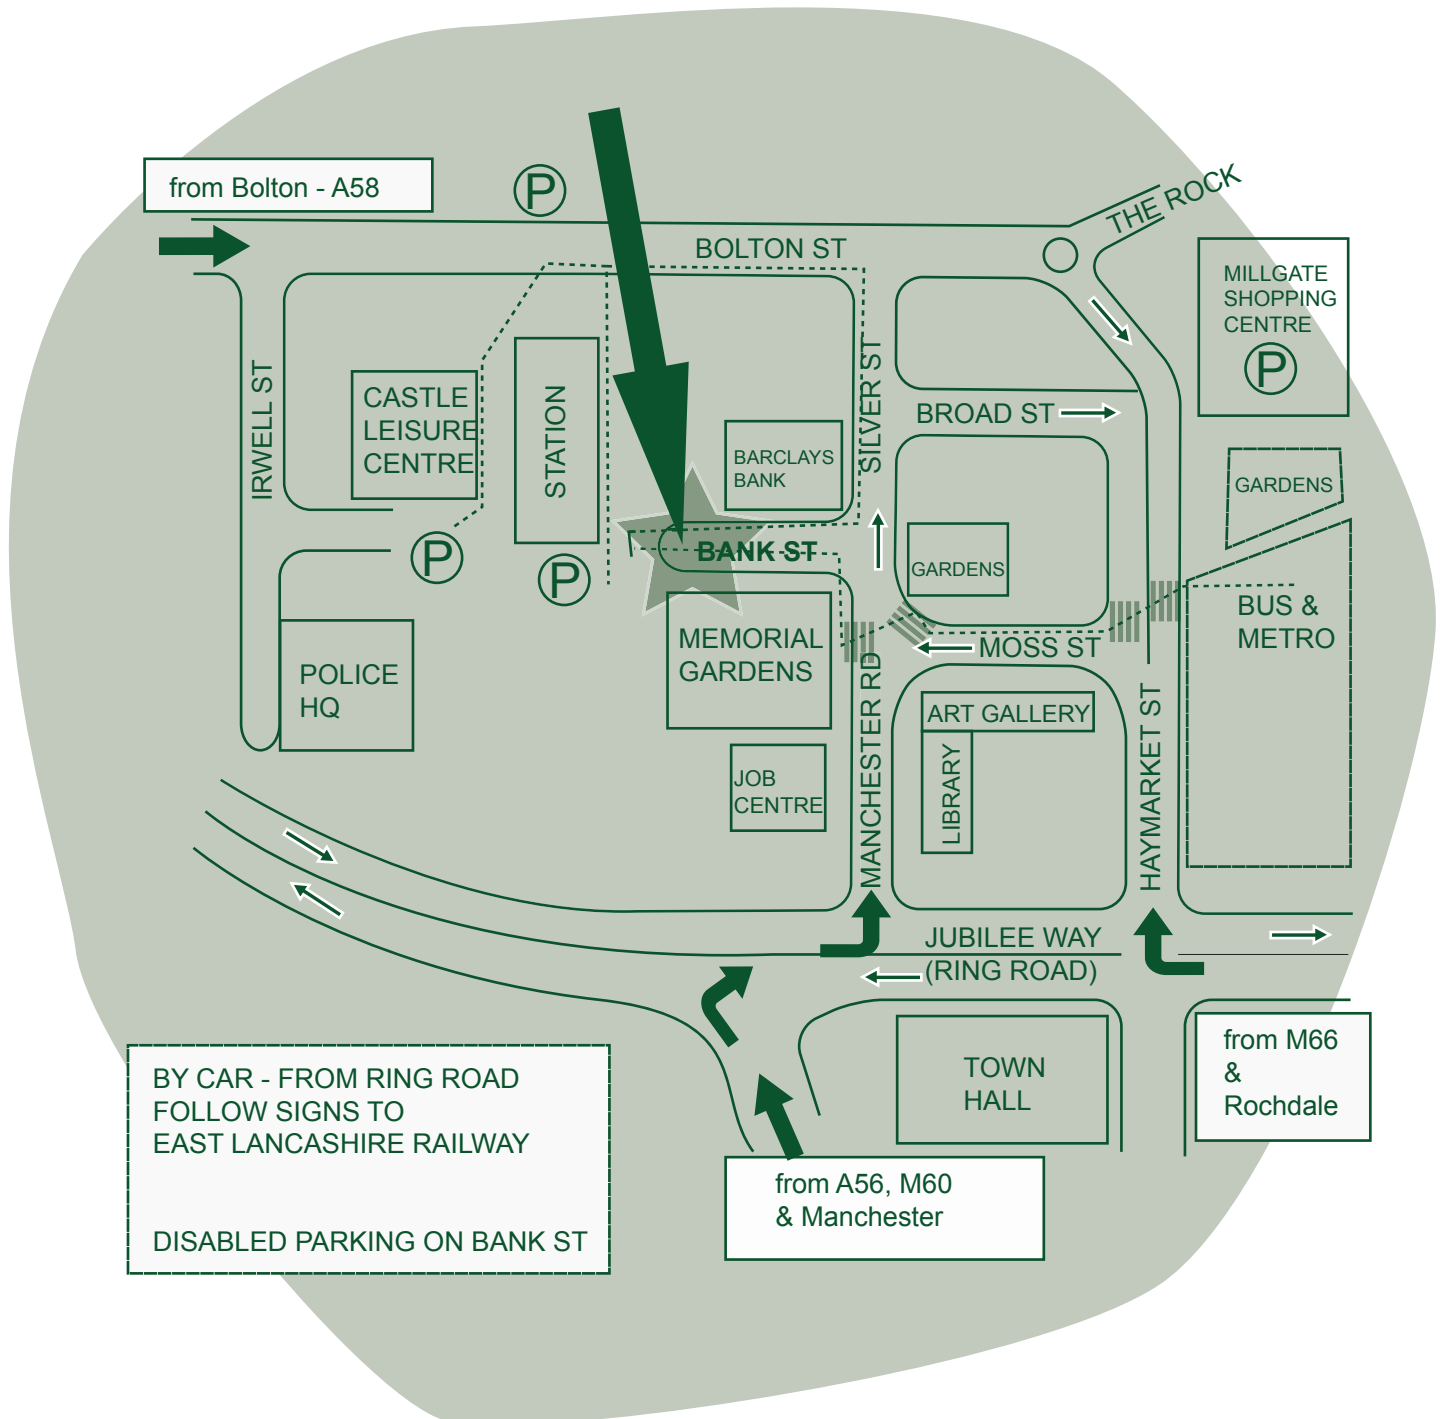 from Bolton - A58
P
BOLTON ST
THE ROCK
MILLGATE
SHOPPING
CENTRE
P
IRWELL ST
CASTLE
LEISURE
CENTRE
STATION
BARCLAYS
BANK
SILVER ST
BROAD ST
GARDENS
P
P
BANK ST
GARDENS
BUS &
METRO
POLICE
HQ
MEMORIAL
GARDENS
MOSS ST
MANCHESTER RD
ART GALLERY
LIBRARY
HAYMARKET ST
JOB
CENTRE
JUBILEE WAY
(RING ROAD)
BY CAR - FROM RING ROAD
FOLLOW SIGNS TO
EAST LANCASHIRE RAILWAY
DISABLED PARKING ON BANK ST
TOWN
HALL
from M66
&
Rochdale
from A56, M60
& Manchester